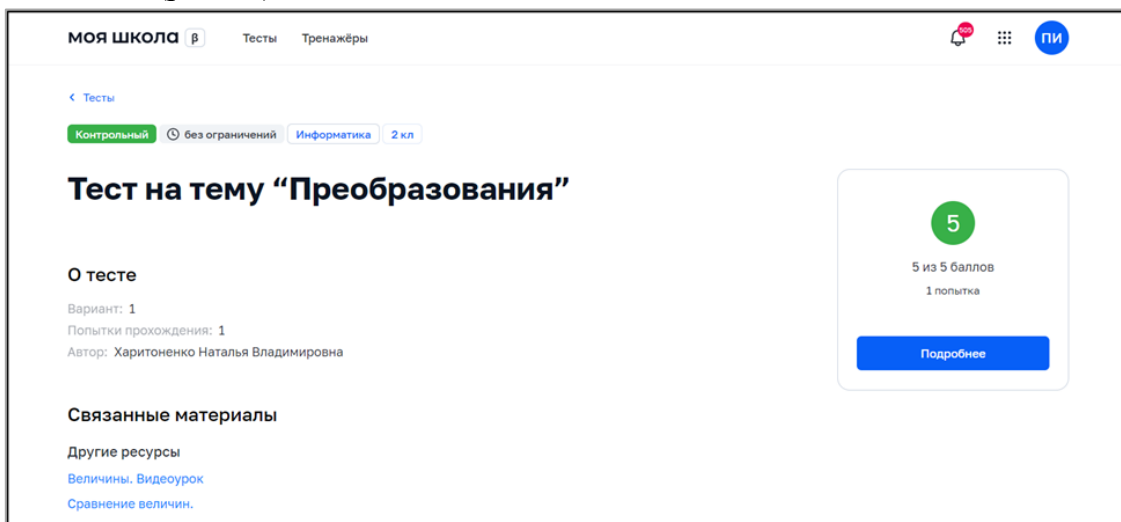 МОЯ ШКОЛА β Тесты Тренажёры 505 ПИ
Тесты
Контрольный без ограничений Информатика 2 кл
Тест на тему “Преобразования”
5
5 из 5 баллов
1 попытка
Подробнее
О тесте
Вариант: 1
Попытки прохождения: 1
Автор: Харитоненко Наталья Владимировна
Связанные материалы
Другие ресурсы
Величины. Видеоурок
Сравнение величин.